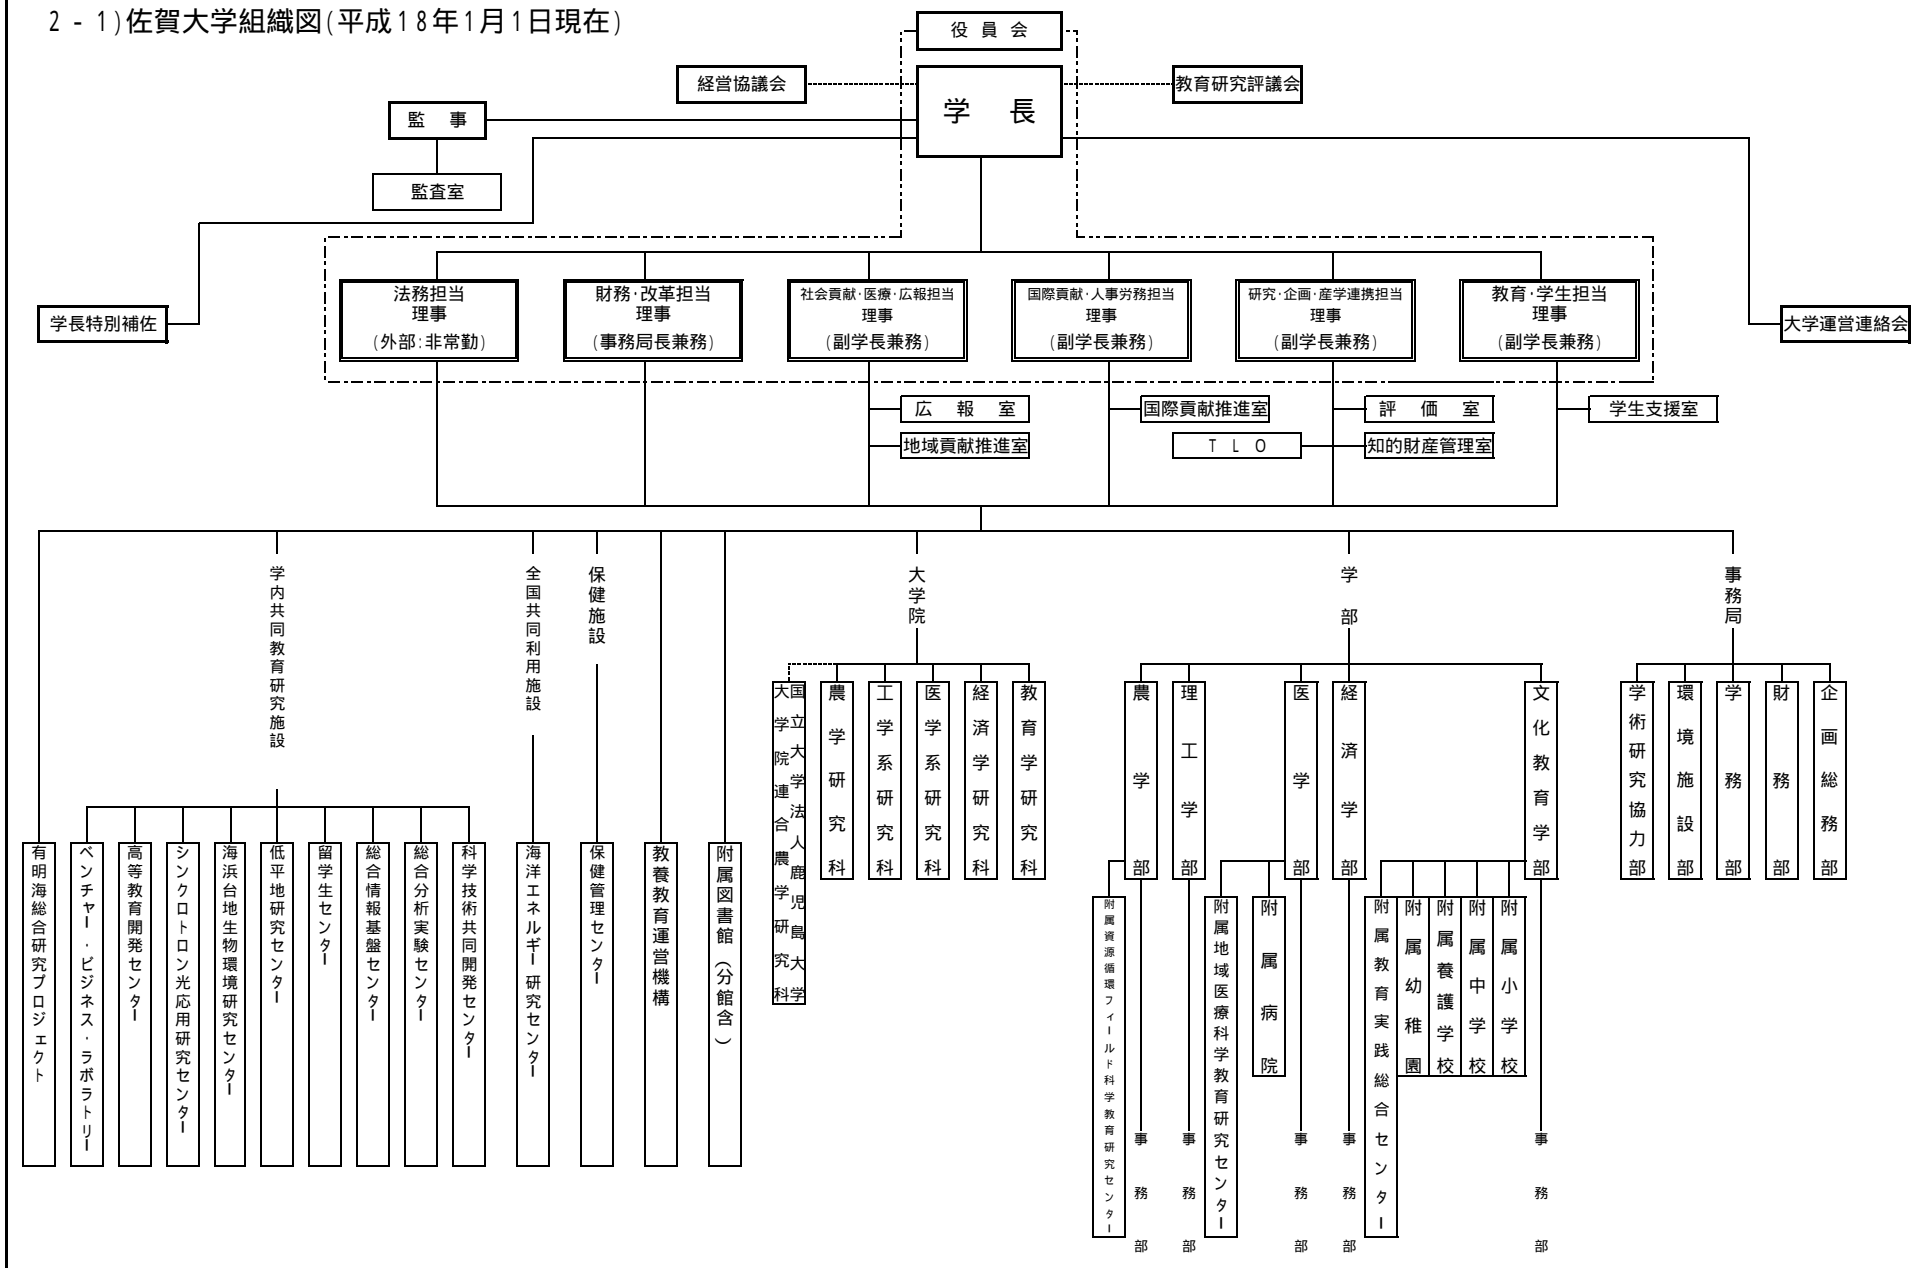 2 - 1)佐賀大学組織図(平成18年1月1日現在)
役員会
経営協議会
学長
教育研究評議会
監事
監査室
学長特別補佐
大学運営連絡会
法務担当
理事
(外部:非常勤)
財務・改革担当
理事
(事務局長兼務)
社会貢献・医療・広報担当
理事
(副学長兼務)
国際貢献・人事労務担当
理事
(副学長兼務)
研究・企画・産学連携担当
理事
(副学長兼務)
教育・学生担当
理事
(副学長兼務)
広報室
地域貢献推進室
国際貢献推進室
TLO
評価室
知的財産管理室
学生支援室
学内共同教育研究施設
全国共同利用施設
保健施設
大学院
学部
事務局
有明海総合研究プロジェクト
ベンチャー・ビジネス・ラボラトリー
高等教育開発センター
シンクロトロン光応用研究センター
海浜台地生物環境研究センター
低平地研究センター
留学生センター
総合情報基盤センター
総合分析実験センター
科学技術共同開発センター
海洋エネルギー研究センター
保健管理センター
教養教育運営機構
附属図書館(分館含)
国立大学法人鹿児島大学
大学院連合農学研究科
農学研究科
工学系研究科
医学系研究科
経済学研究科
教育学研究科
農学部
理工学部
医学部
経済学部
文化教育学部
学術研究協力部
環境施設部
学務部
財務部
企画総務部
附属資源循環フィールド科学教育研究センター
事務部
事務部
附属地域医療科学教育研究センター
附属病院
事務部
事務部
附属教育実践総合センター
附属幼稚園
附属養護学校
附属中学校
附属小学校
事務部